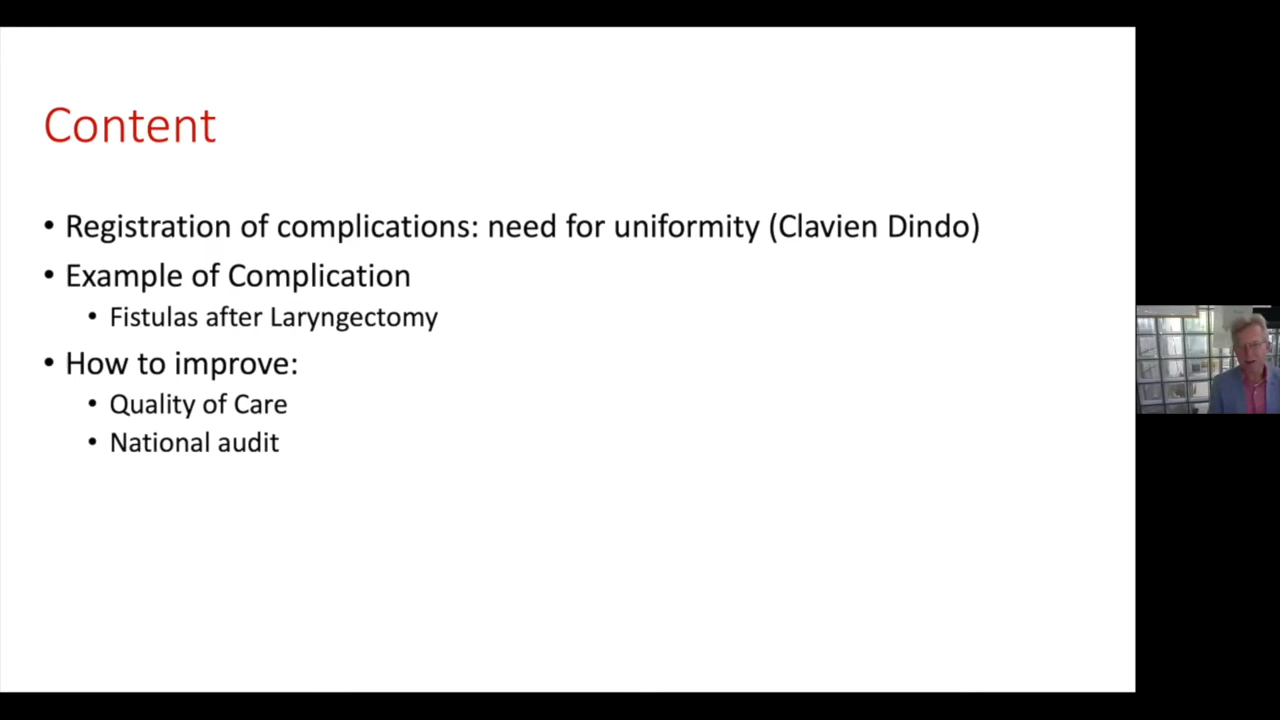 Content
• Registration of complications: need for uniformity (Clavien Dindo)
• Example of Complication
• Fistulas after Laryngectomy
• How to improve:
• Quality of Care
• National audit